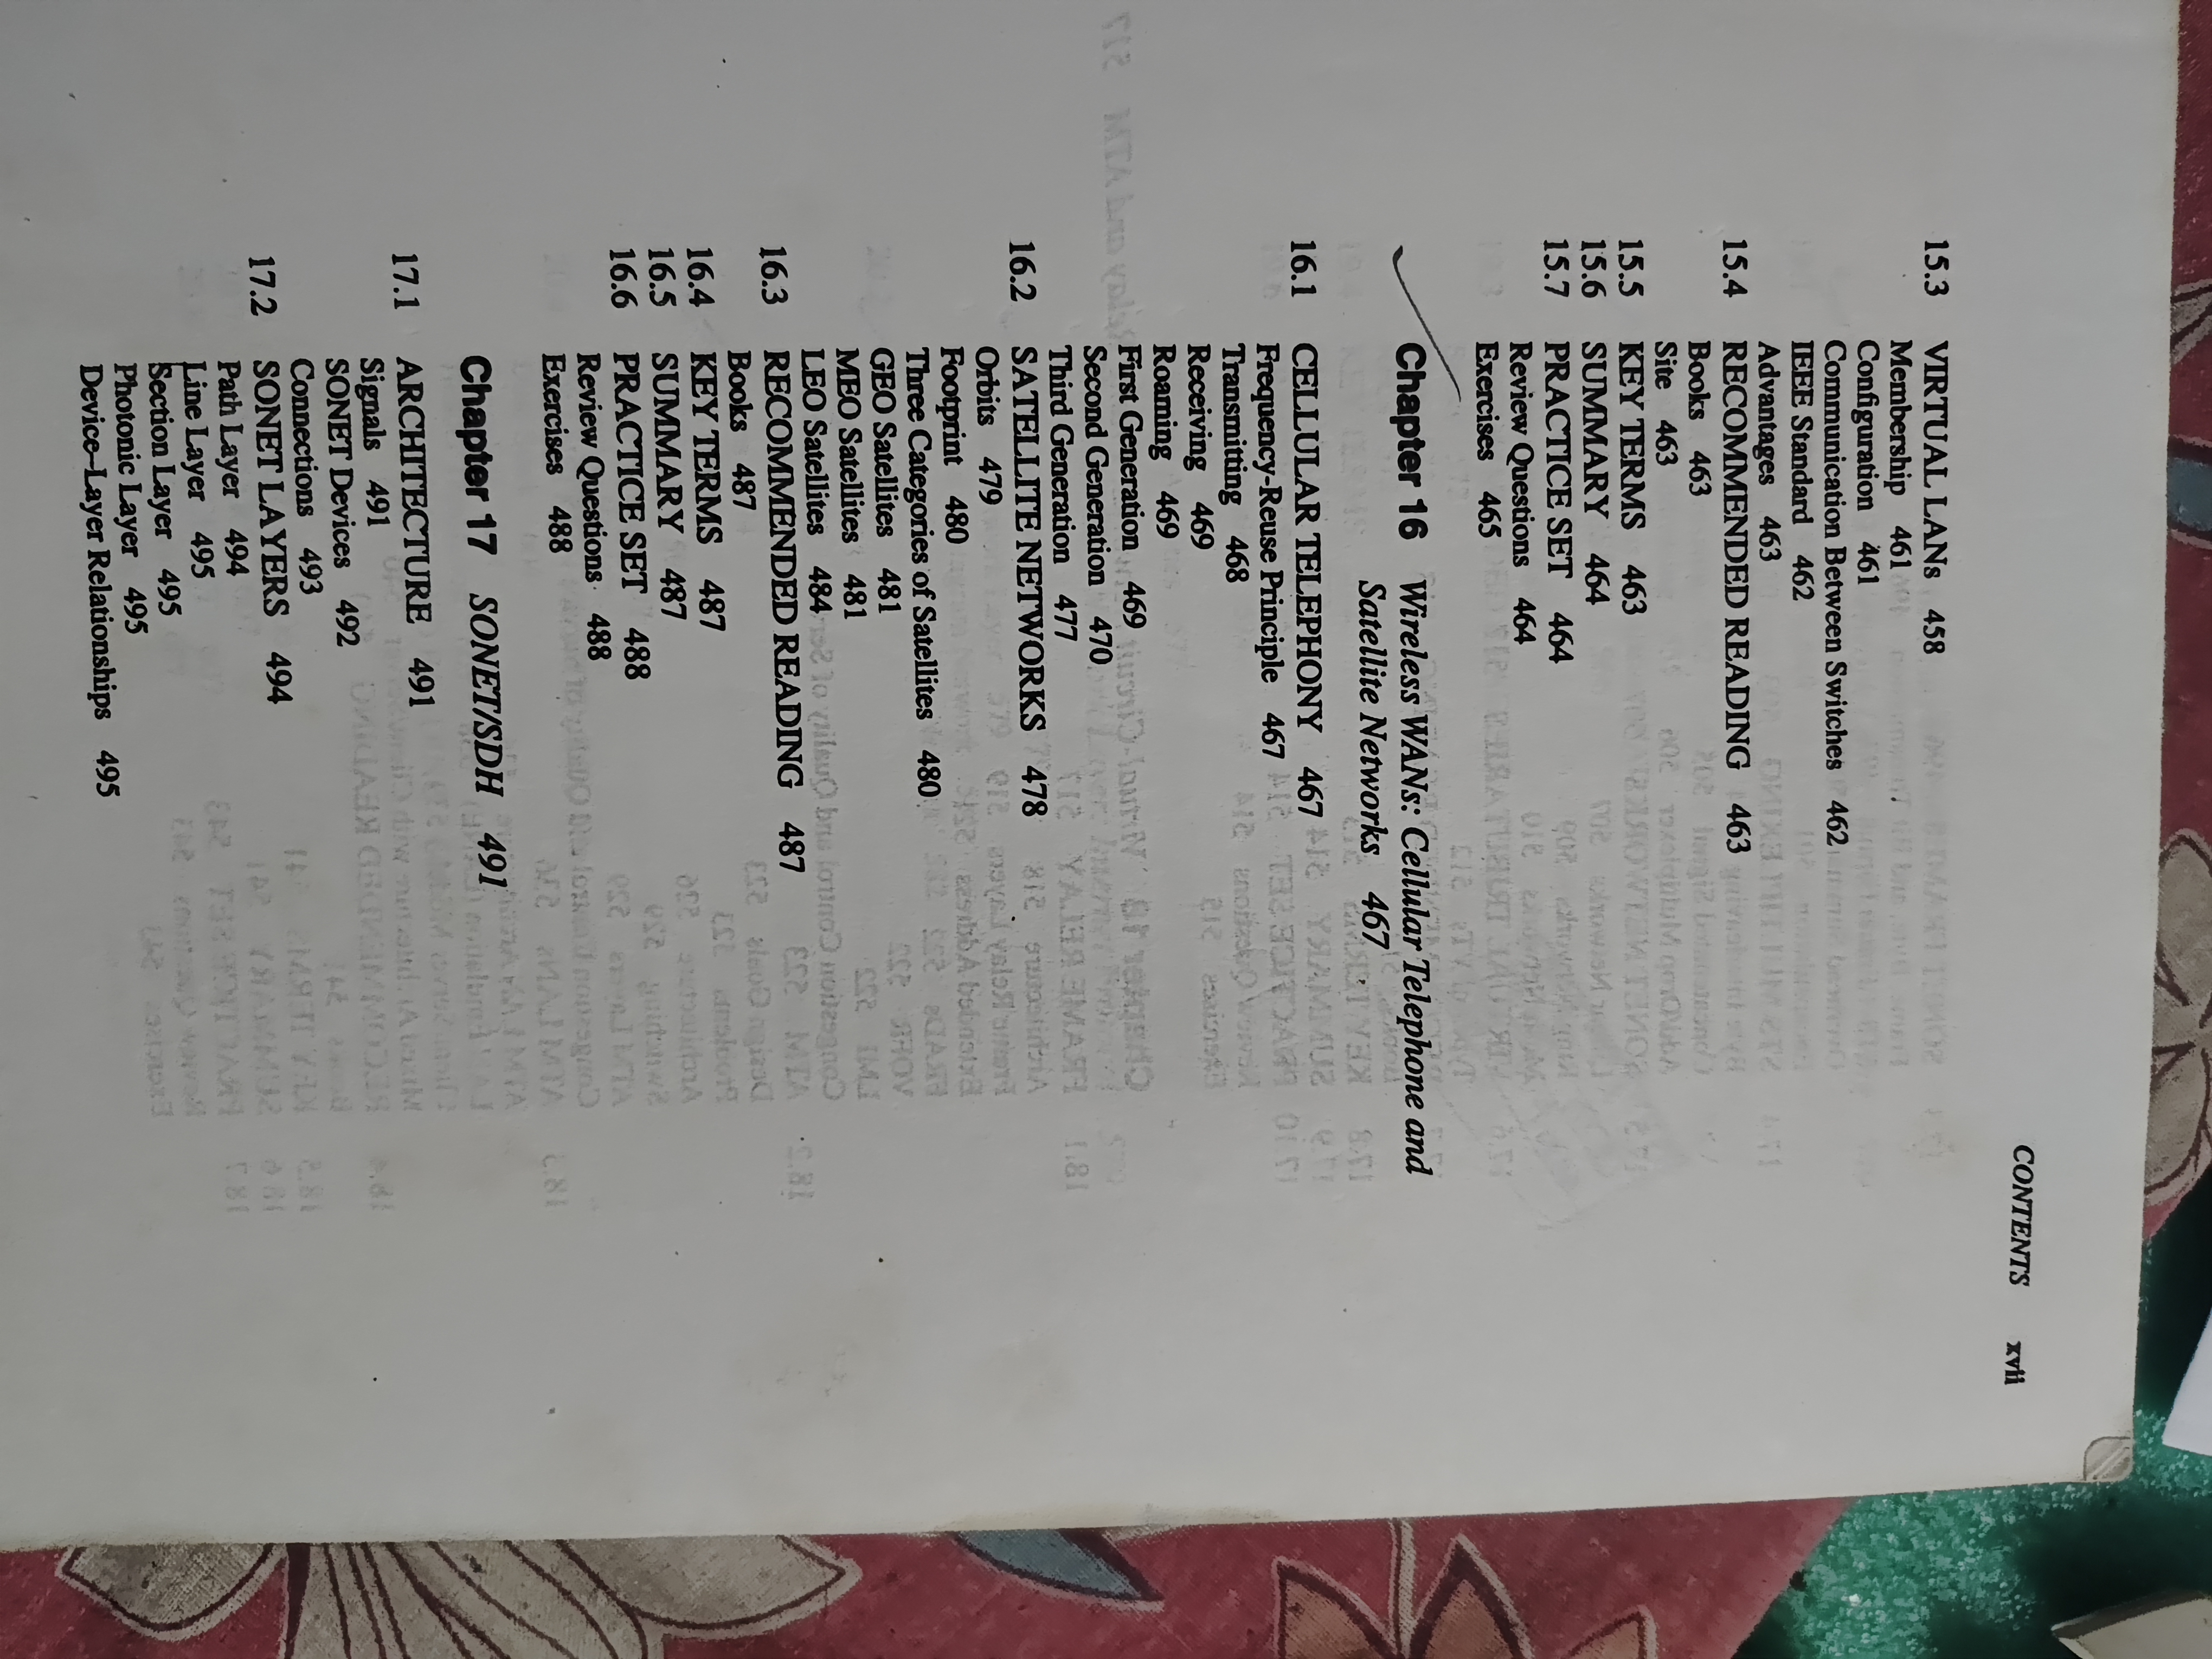 CONTENTS xvii
15.3 VIRTUAL LANs 458
Membership 461
Configuration 461
Communication Between Switches 462
IEEE Standard 462
Advantages 463
15.4 RECOMMENDED READING 463
Books 463
Site 463
15.5 KEY TERMS 463
15.6 SUMMARY 464
15.7 PRACTICE SET 464
Review Questions 464
Exercises 465
Chapter 16 Wireless WANs: Cellular Telephone and
Satellite Networks 467
16.1 CELLULAR TELEPHONY 467
Frequency-Reuse Principle 467
Transmitting 468
Receiving 469
Roaming 469
First Generation 469
Second Generation 470
Third Generation 477
16.2 SATELLITE NETWORKS 478
Orbits 479
Footprint 480
Three Categories of Satellites 480
GEO Satellites 481
MEO Satellites 481
LEO Satellites 484
16.3 RECOMMENDED READING 487
Books 487
16.4 KEY TERMS 487
16.5 SUMMARY 487
16.6 PRACTICE SET 488
Review Questions 488
Exercises 488
Chapter 17 SONET/SDH 491
17.1 ARCHITECTURE 491
Signals 491
SONET Devices 492
Connections 493
17.2 SONET LAYERS 494
Path Layer 494
Line Layer 495
Section Layer 495
Photonic Layer 495
Device–Layer Relationships 495